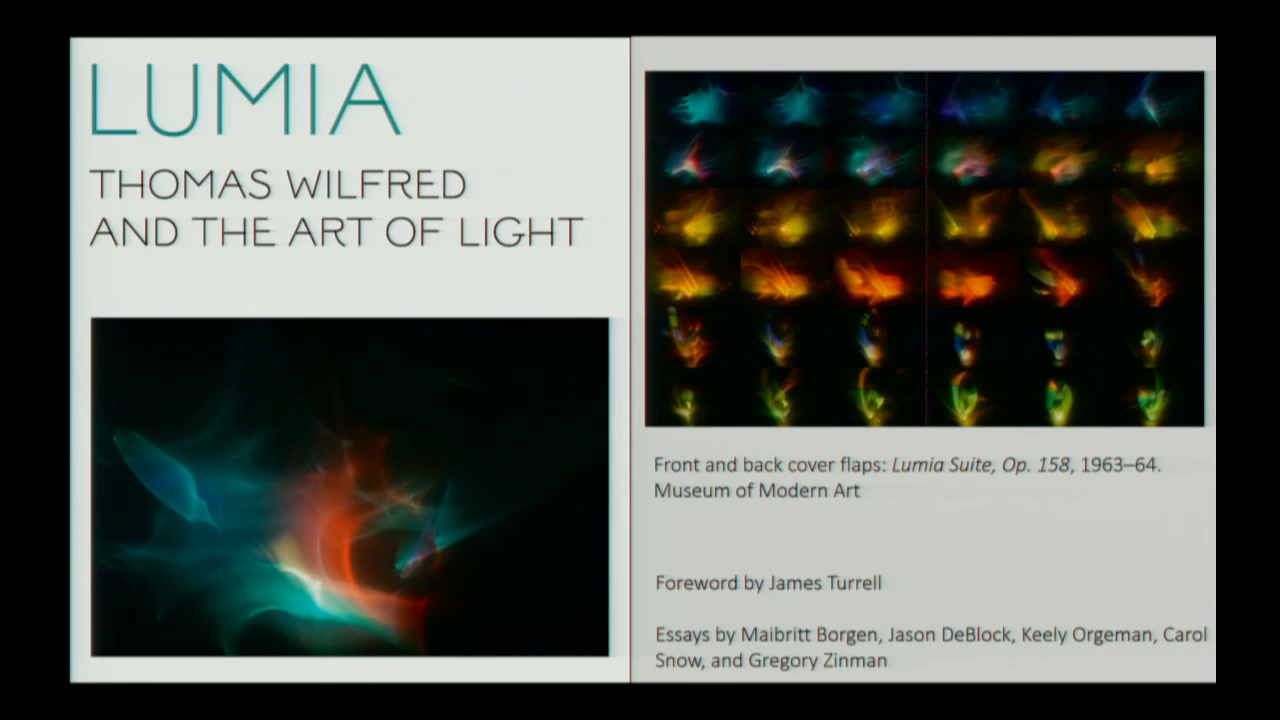 LUMIA
THOMAS WILFRED
AND THE ART OF LIGHT
Front and back cover flaps: Lumia Suite, Op. 158, 1963–64.
Museum of Modern Art
Foreword by James Turrell
Essays by Maibritt Borgen, Jason DeBlock, Keely Orgeman, Carol
Snow, and Gregory Zinman